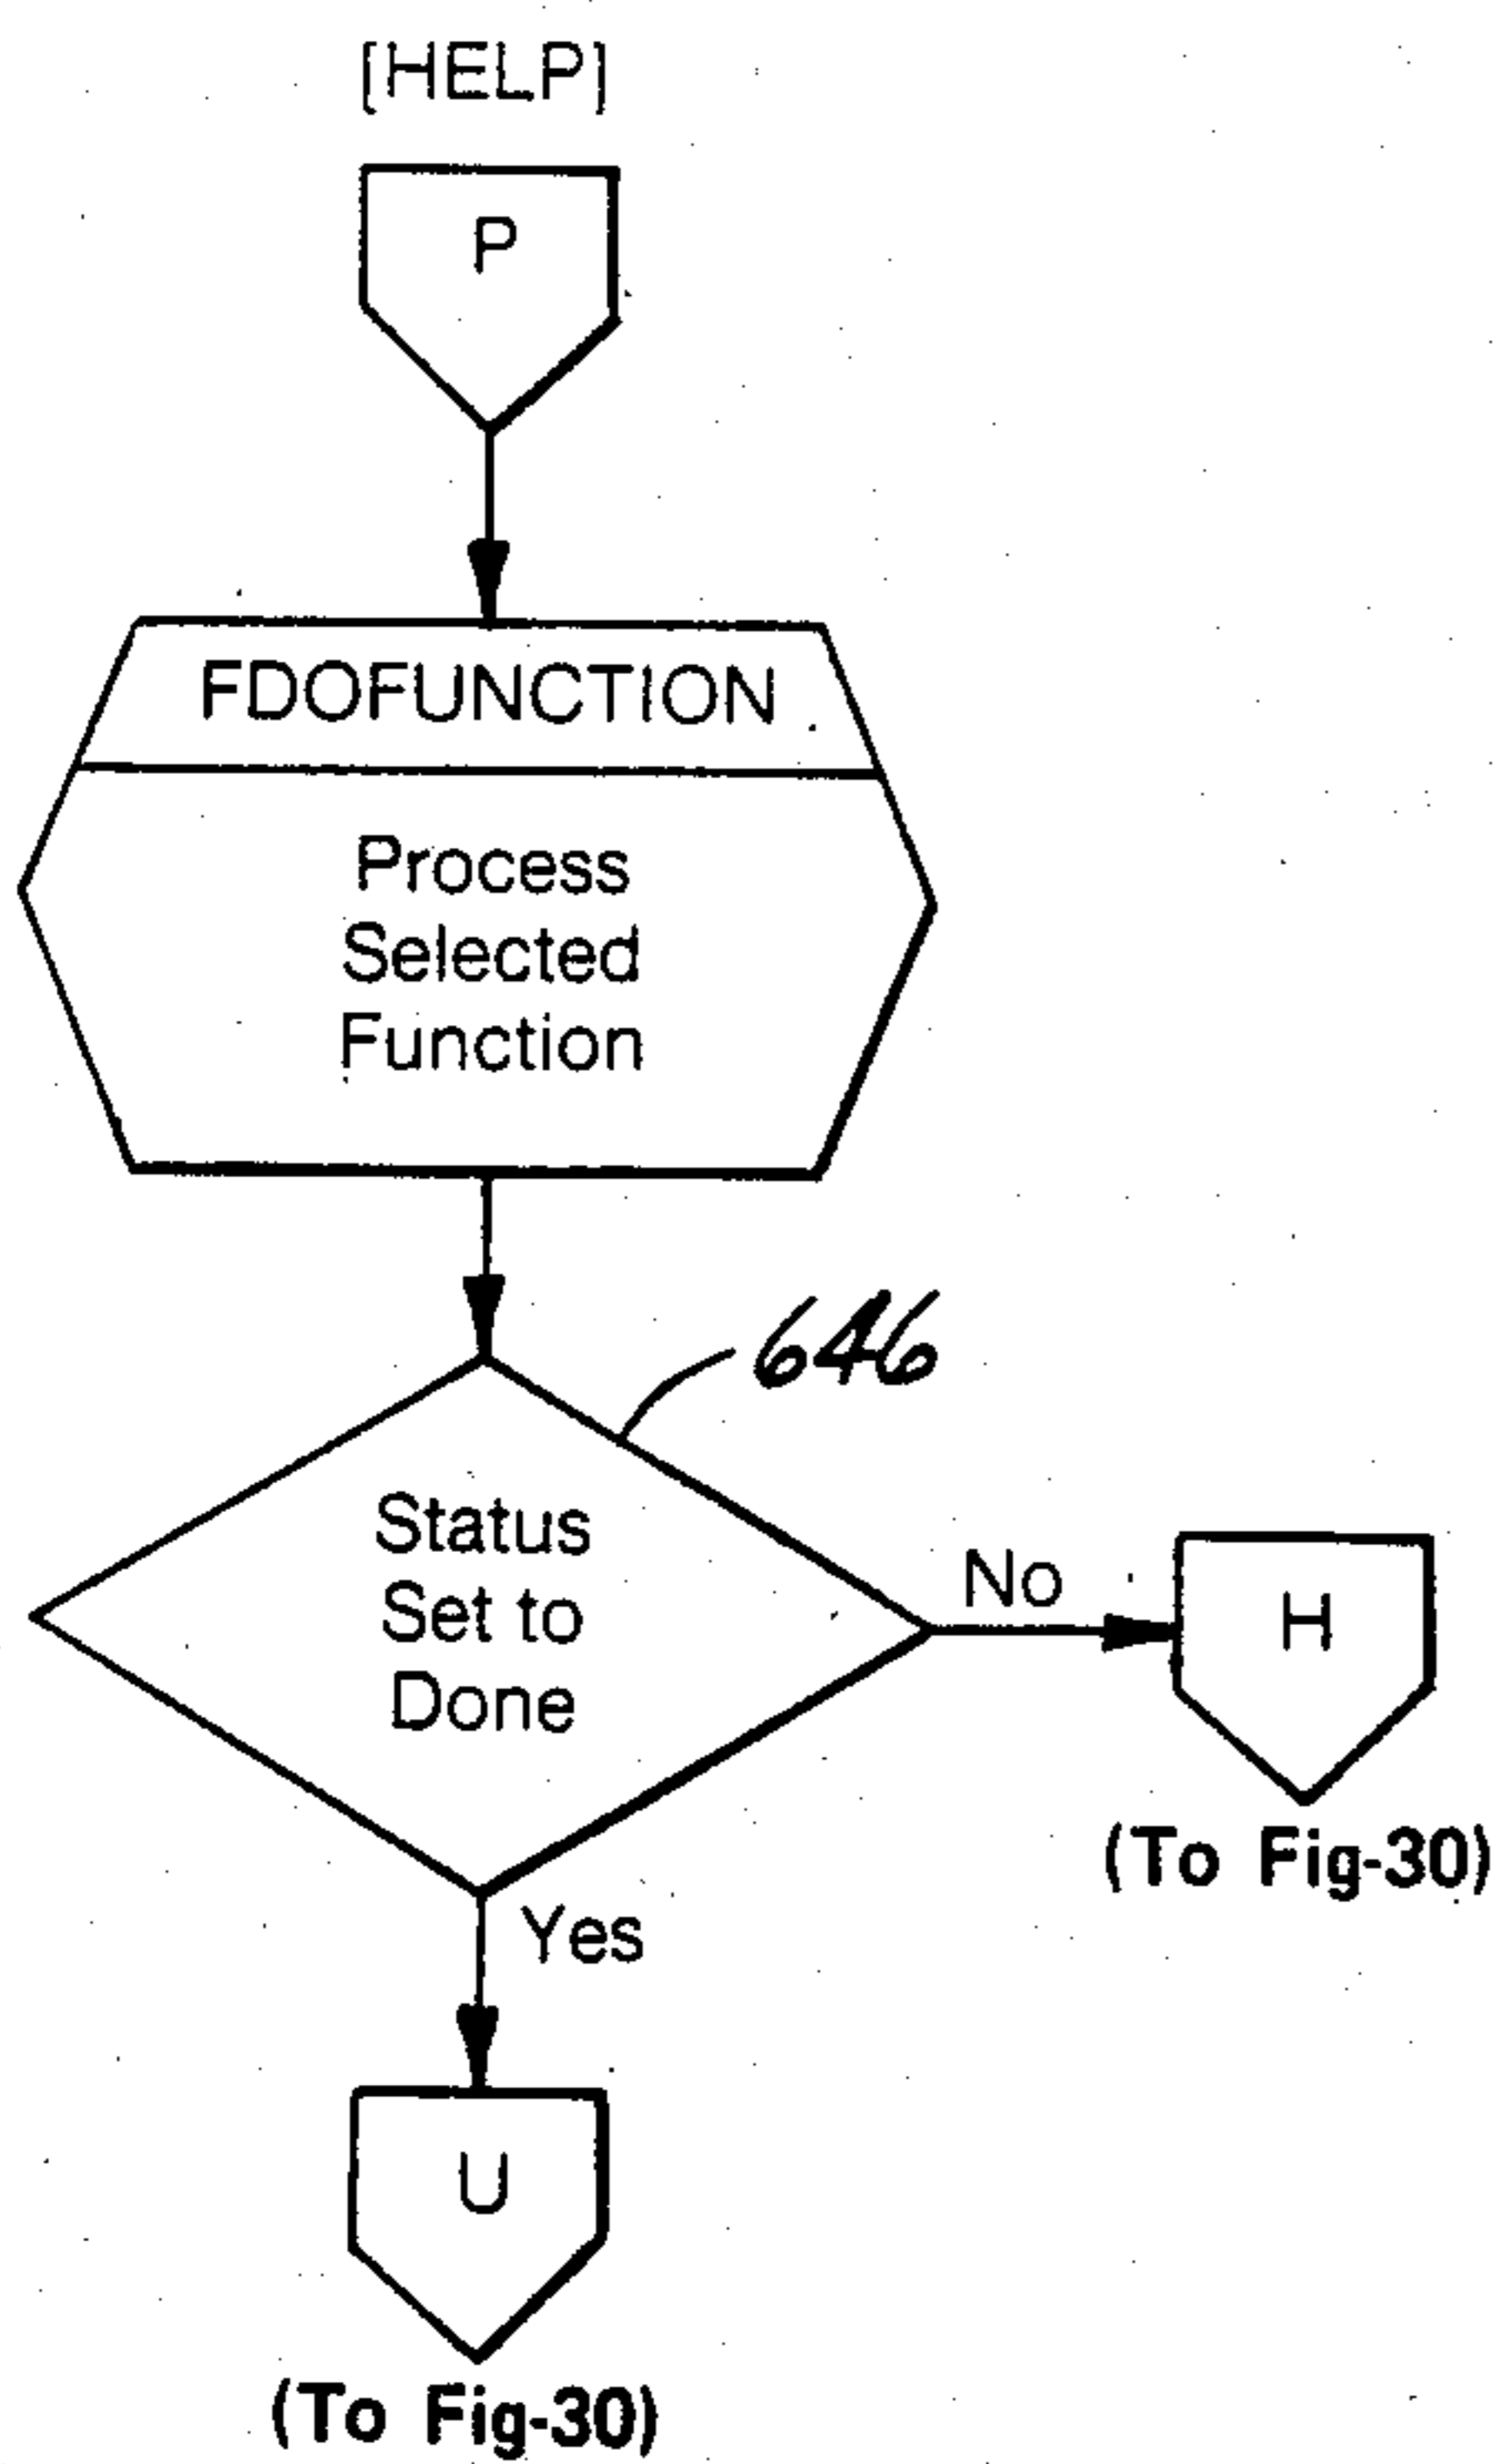 [HELP]
P
FDOFUNCTION
Process
Selected
Function
646
Status
Set to
Done
No
H
(To Fig-30)
Yes
U
(To Fig-30)